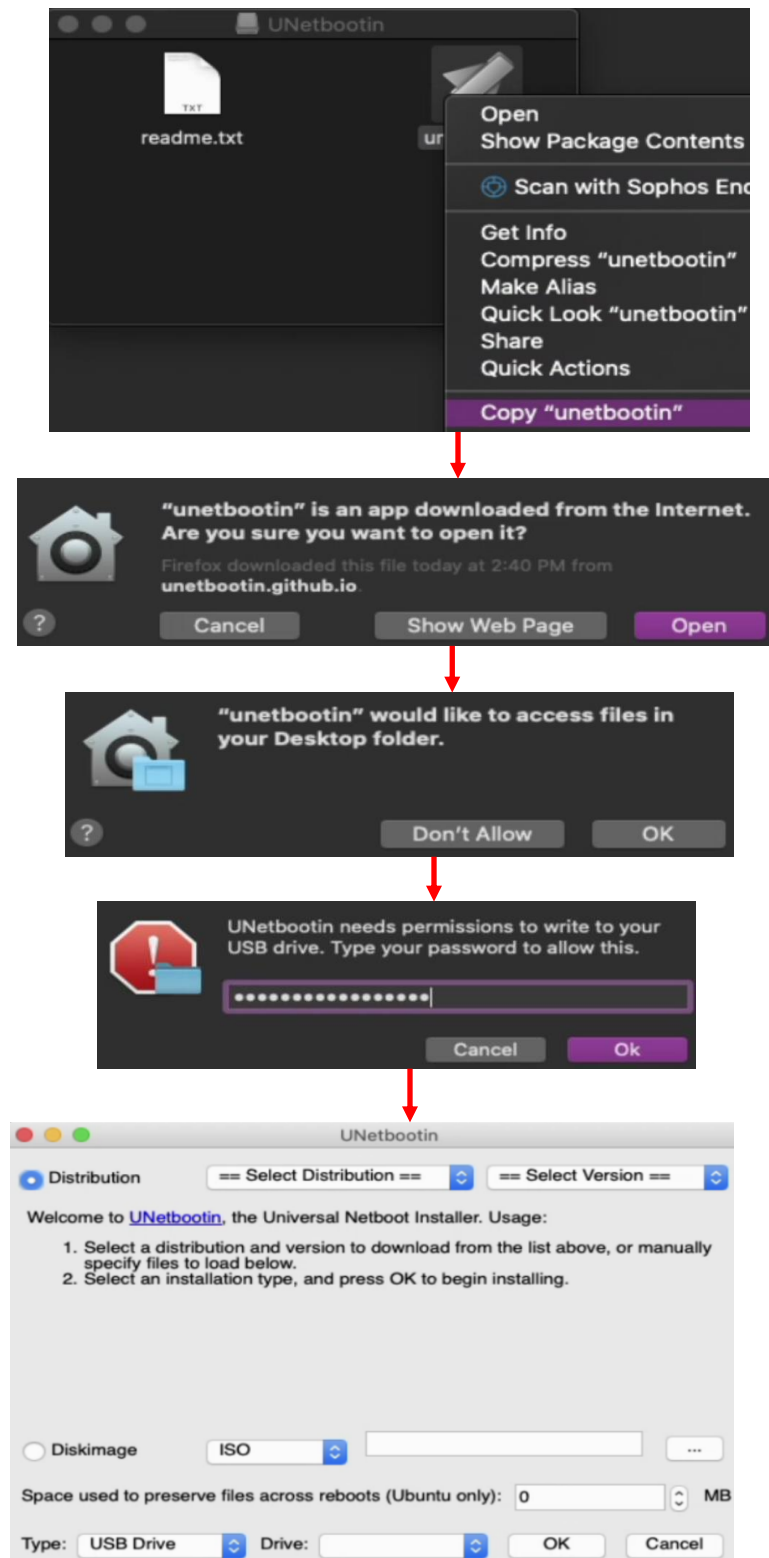 UNetbootin
TXT
readme.txt
Open
Show Package Contents
Scan with Sophos
Get Info
Compress “unetbootin”
Make Alias
Quick Look “unetbootin”
Share
Quick Actions
Copy “unetbootin”
“unetbootin” is an app downloaded from the Internet.
Are you sure you want to open it?
Firefox downloaded this file today at 2:40 PM from
unetbootin.github.io.
? Cancel Show Web Page Open
“unetbootin” would like to access files in
your Desktop folder.
? Don’t Allow OK
UNetbootin needs permissions to write to your
USB drive. Type your password to allow this.
Cancel Ok
UNetbootin
Distribution == Select Distribution == == Select Version ==
Welcome to UNetbootin, the Universal Netboot Installer. Usage:
1. Select a distribution and version to download from the list above, or manually
specify files to load below.
2. Select an installation type, and press OK to begin installing.
Diskimage ISO ...
Space used to preserve files across reboots (Ubuntu only): 0 MB
Type: USB Drive Drive: OK Cancel